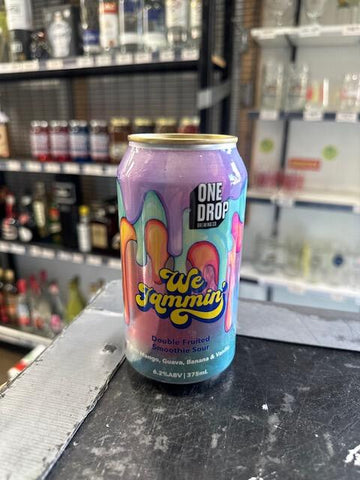 ONE
DROP
BREWING CO
We
Jammin'
Double Fruited
Smoothie Sour
Mango, Guava, Banana & Vanilla
6.2% ABV | 375mL